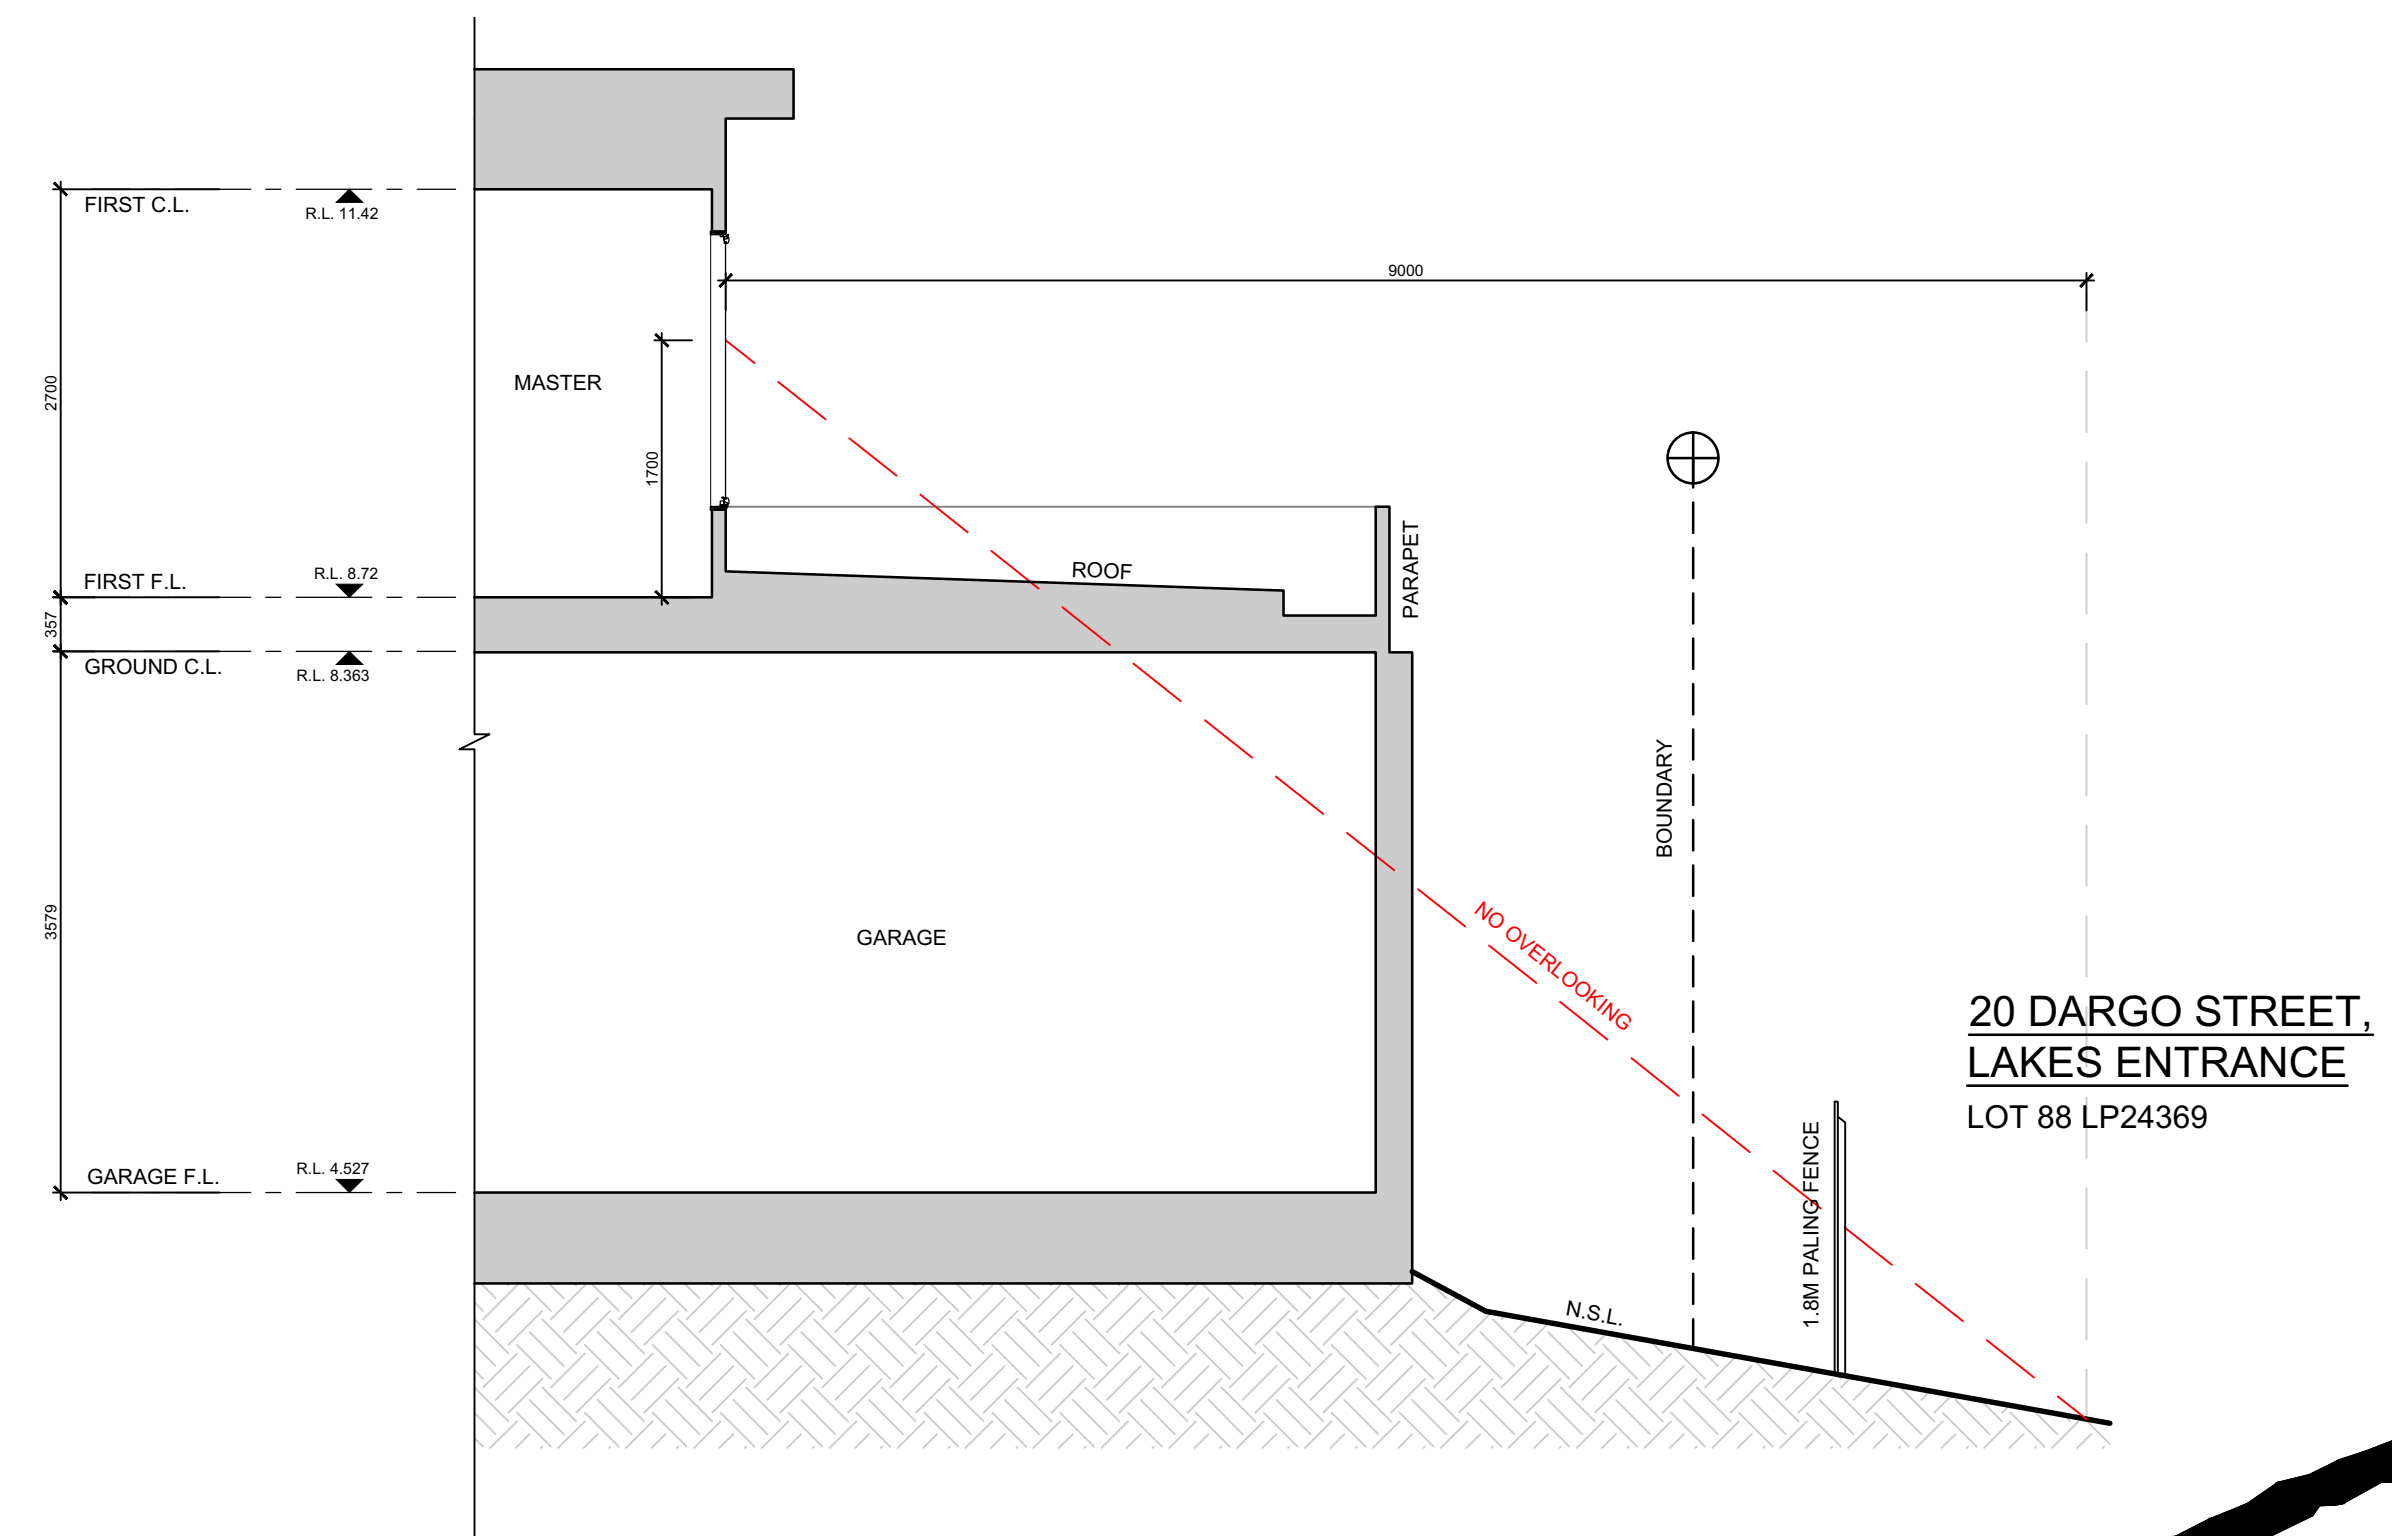 FIRST C.L.
R.L. 11.42
9000
2700
MASTER
1700
FIRST F.L.
R.L. 8.72
ROOF
PARAPET
357
GROUND C.L.
R.L. 8.363
BOUNDARY
3579
GARAGE
NO OVERLOOKING
20 DARGO STREET,
LAKES ENTRANCE
LOT 88 LP24369
1.8M PALING FENCE
GARAGE F.L.
R.L. 4.527
N.S.L.